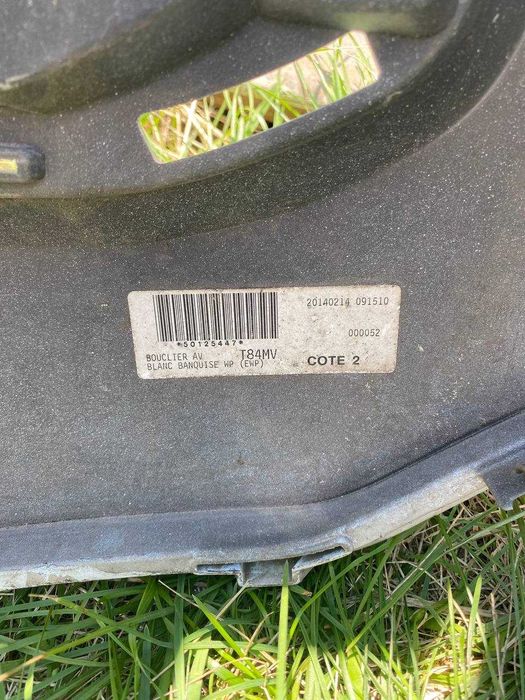 20140214 091510
*50125447*
000052
BOUCLIER AV T84MV
BLANC BANQUISE WP (EWP)
COTE 2